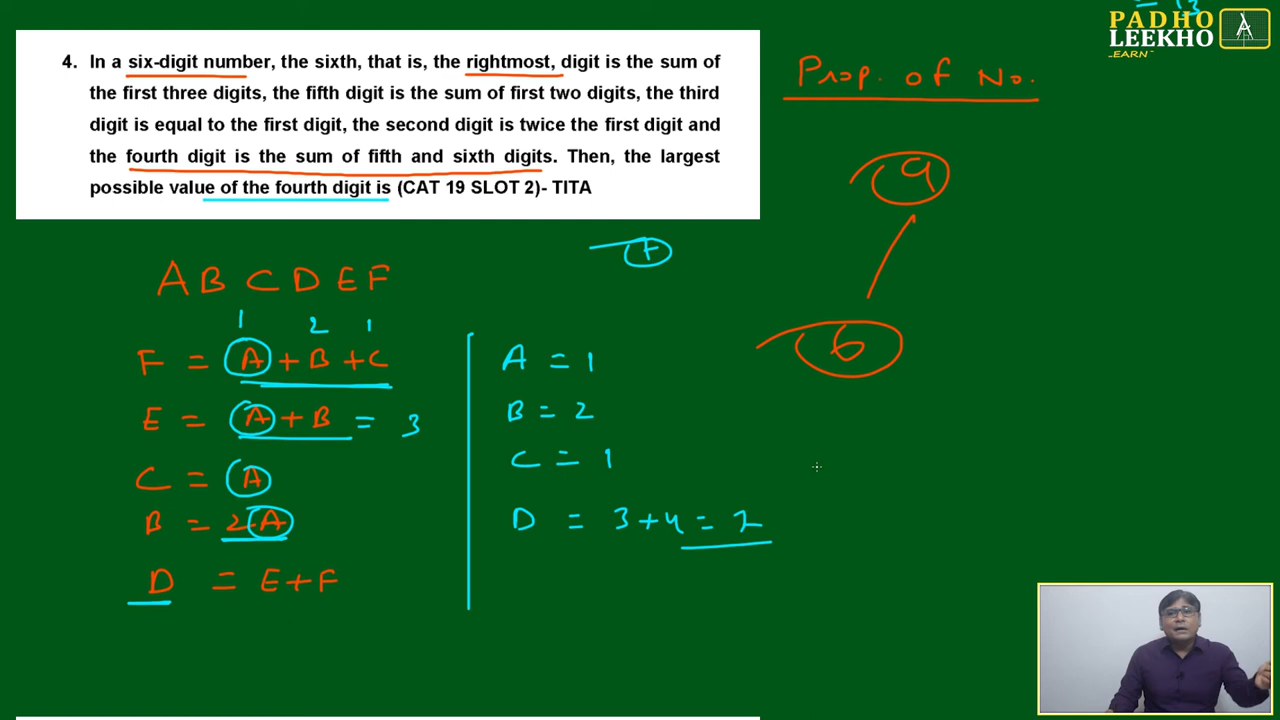 = 13
PADHO
LEEKHO
EARN
4. In a six-digit number, the sixth, that is, the rightmost, digit is the sum of
the first three digits, the fifth digit is the sum of first two digits, the third
digit is equal to the first digit, the second digit is twice the first digit and
the fourth digit is the sum of fifth and sixth digits. Then, the largest
possible value of the fourth digit is (CAT 19 SLOT 2)- TITA
Prop. of No.
9
7
6
A B C D E F
1 2 1
F = A + B + C
E = A + B = 3
C = A
B = 2 A
D = E + F
A = 1
B = 2
C = 1
D = 3 + 4 = 7